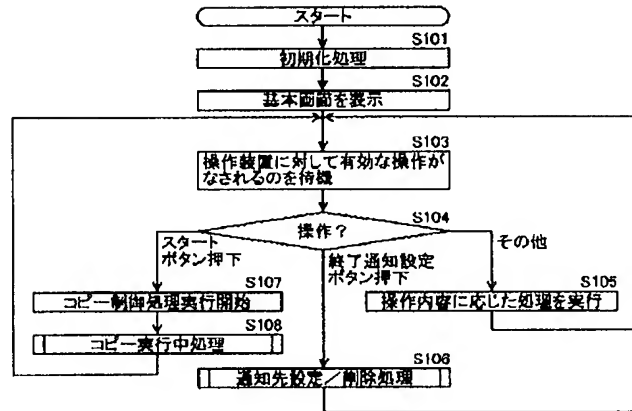 スタート
S101
初期化処理
S102
基本画面を表示
S103
操作装置に対して有効な操作が
なされるのを待機
S104
操作？
スタート
ボタン押下
終了通知設定
ボタン押下
その他
S107
コピー制御処理実行開始
S105
操作内容に応じた処理を実行
S108
コピー実行中処理
S106
通知先設定／削除処理